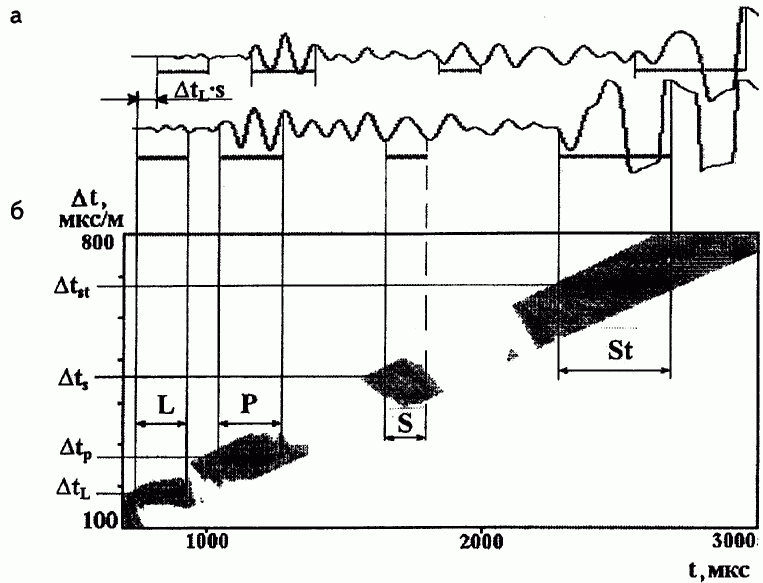 а
Δt_L·s
б
Δt,
мкс/м
800
Δt_st
St
Δt_s
L P
S
Δt_p
Δt_L
100
1000 2000 3000
t, мкс